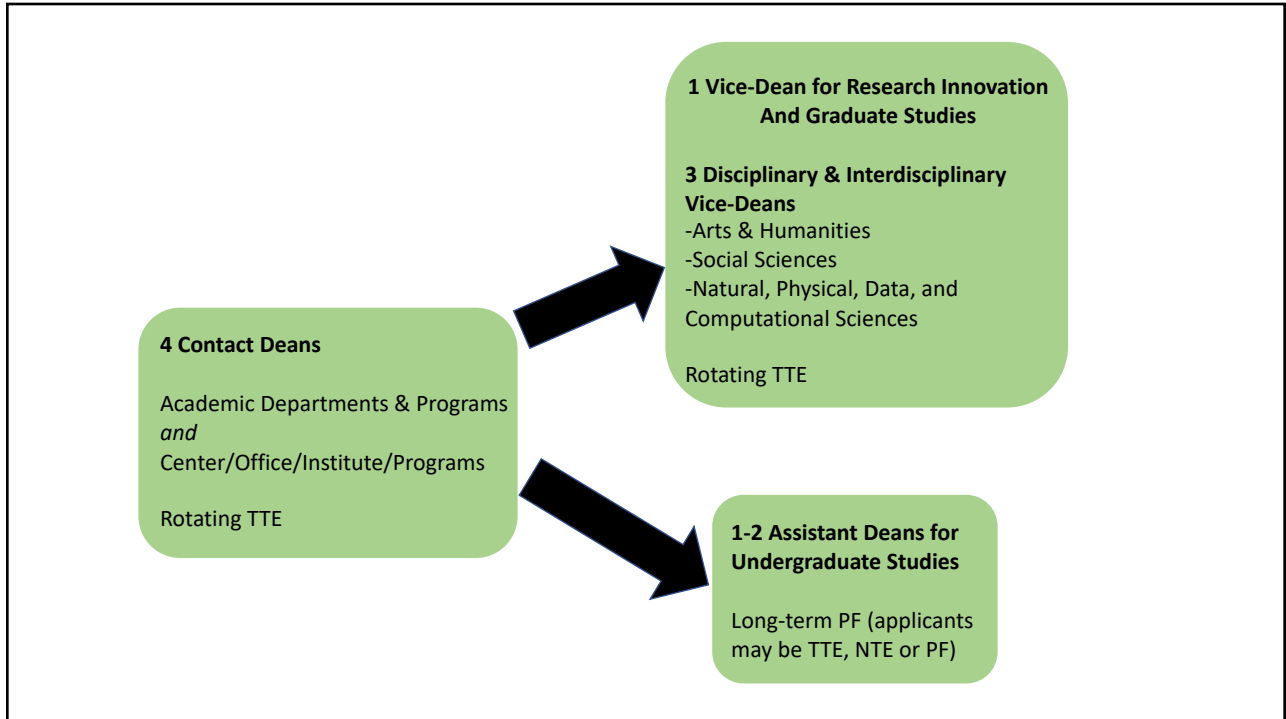 1 Vice-Dean for Research Innovation
And Graduate Studies
3 Disciplinary & Interdisciplinary
Vice-Deans
-Arts & Humanities
-Social Sciences
-Natural, Physical, Data, and
Computational Sciences
Rotating TTE
4 Contact Deans
Academic Departments & Programs
and
Center/Office/Institute/Programs
Rotating TTE
1-2 Assistant Deans for
Undergraduate Studies
Long-term PF (applicants
may be TTE, NTE or PF)